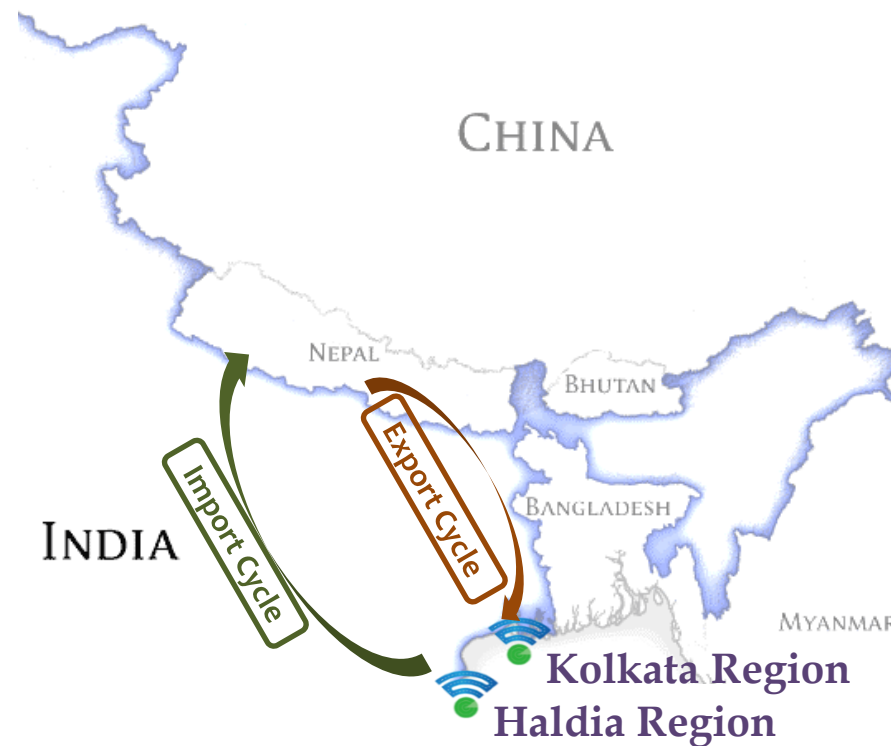 CHINA
NEPAL
BHUTAN
Export Cycle
Import Cycle
BANGLADESH
INDIA
MYANMAR
Kolkata Region
Haldia Region